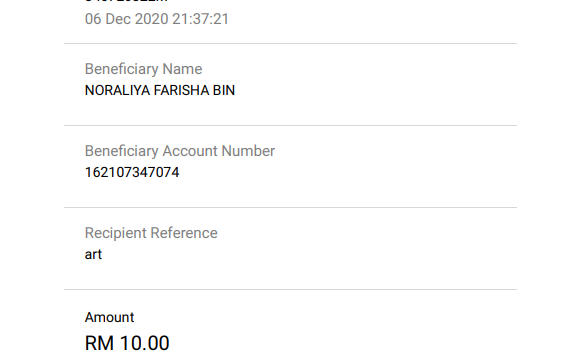 06 Dec 2020 21:37:21
Beneficiary Name
NORALIYA FARISHA BIN
Beneficiary Account Number
162107347074
Recipient Reference
art
Amount
RM 10.00